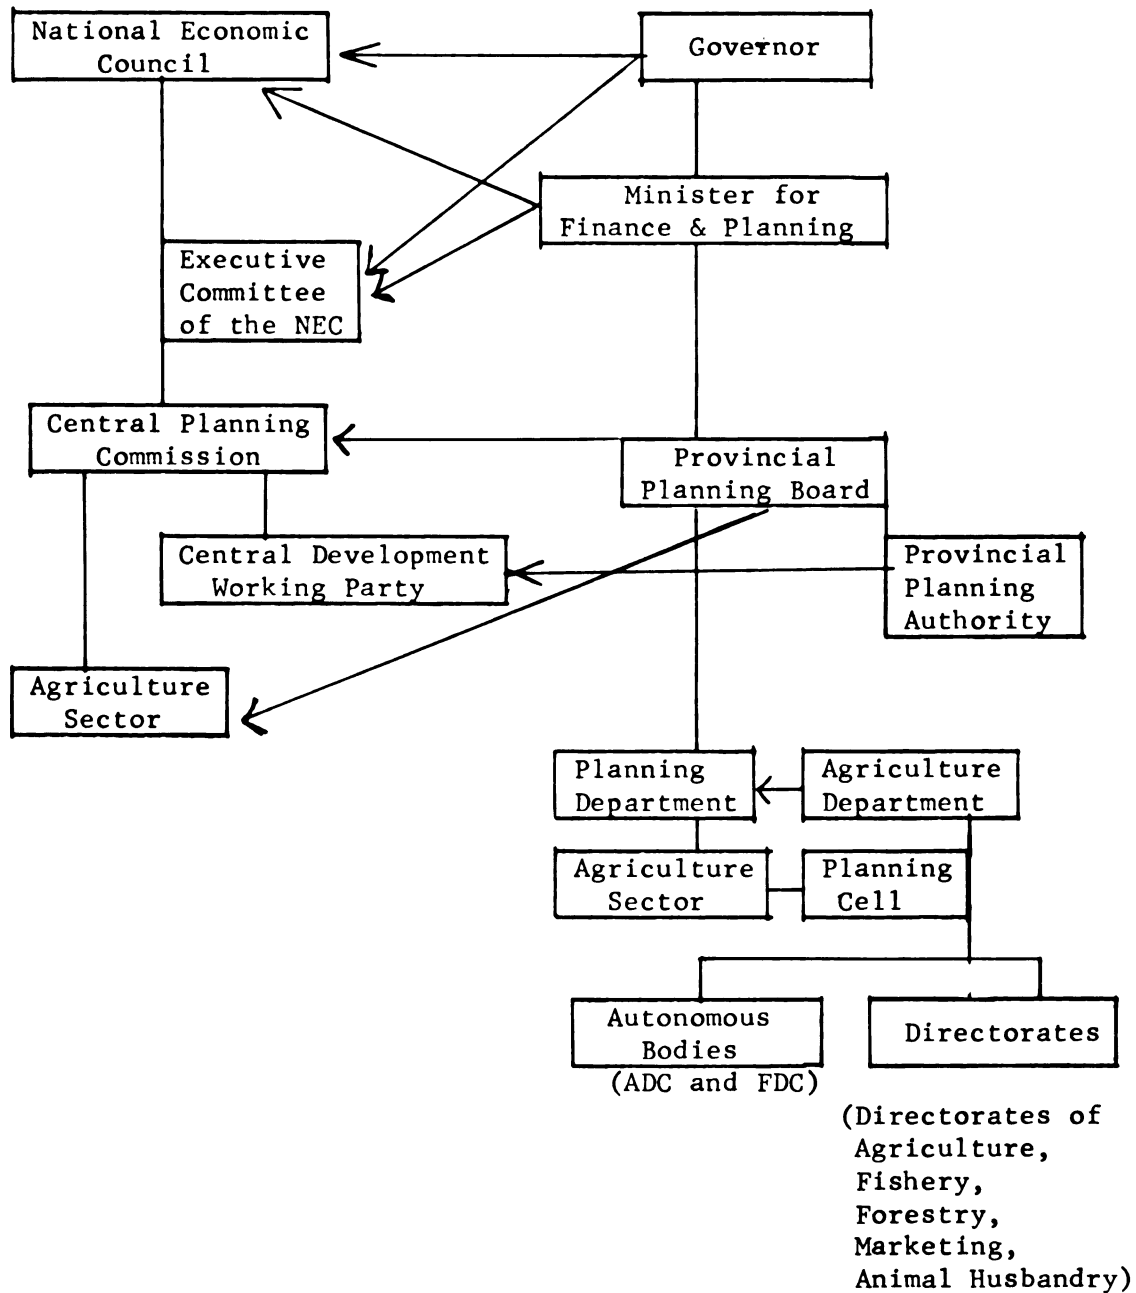 National Economic
Council
Governor
Minister for
Finance & Planning
Executive
Committee
of the NEC
Central Planning
Commission
Provincial
Planning Board
Central Development
Working Party
Provincial
Planning
Authority
Agriculture
Sector
Planning
Department
Agriculture
Department
Agriculture
Sector
Planning
Cell
Autonomous
Bodies
(ADC and FDC)
Directorates
(Directorates of
Agriculture,
Fishery,
Forestry,
Marketing,
Animal Husbandry)